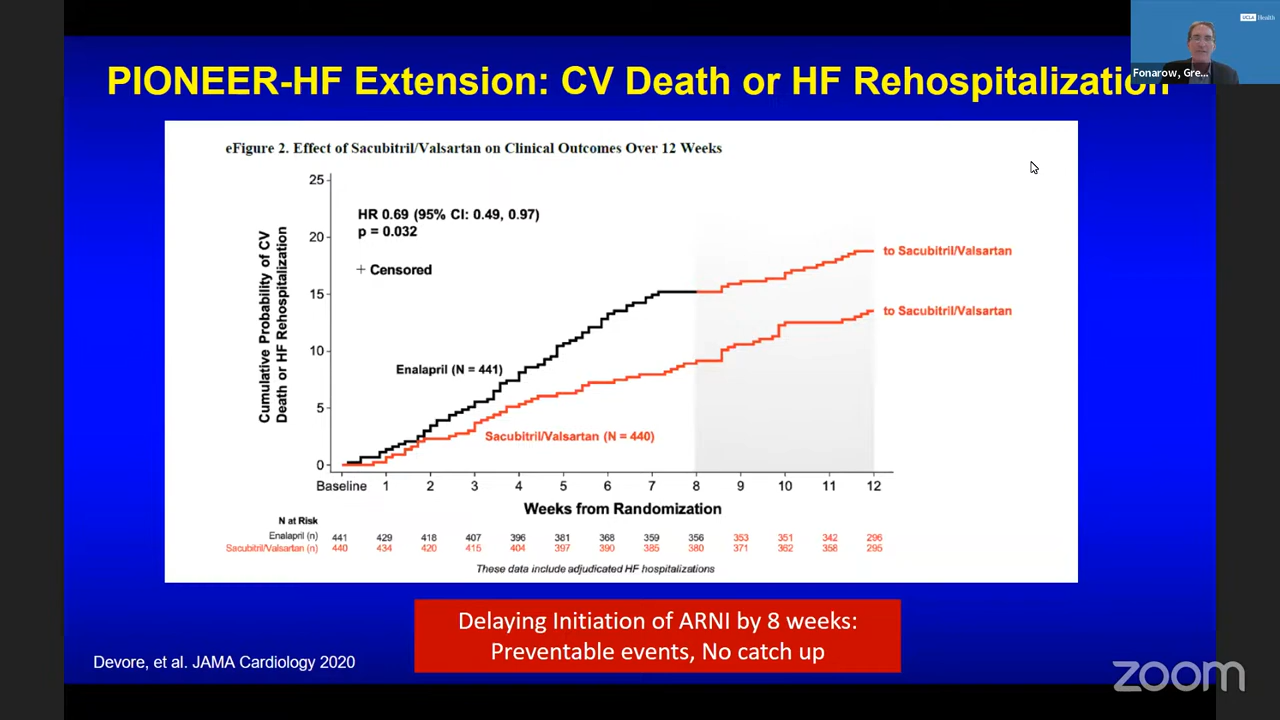 UCLA Health
Fonarow, Gre...
PIONEER-HF Extension: CV Death or HF Rehospitalization
eFigure 2. Effect of Sacubitril/Valsartan on Clinical Outcomes Over 12 Weeks
Cumulative Probability of CV
Death or HF Rehospitalization
25
20
15
10
5
0
HR 0.69 (95% CI: 0.49, 0.97)
p = 0.032
+ Censored
to Sacubitril/Valsartan
to Sacubitril/Valsartan
Enalapril (N = 441)
Sacubitril/Valsartan (N = 440)
Baseline 1 2 3 4 5 6 7 8 9 10 11 12
Weeks from Randomization
N at Risk
Enalapril (n) 441 429 418 407 396 381 368 359 356 353 351 342 296
Sacubitril/Valsartan (n) 440 434 420 415 404 397 390 385 380 371 362 358 295
These data include adjudicated HF hospitalizations
Delaying Initiation of ARNI by 8 weeks:
Preventable events, No catch up
Devore, et al. JAMA Cardiology 2020
zoom